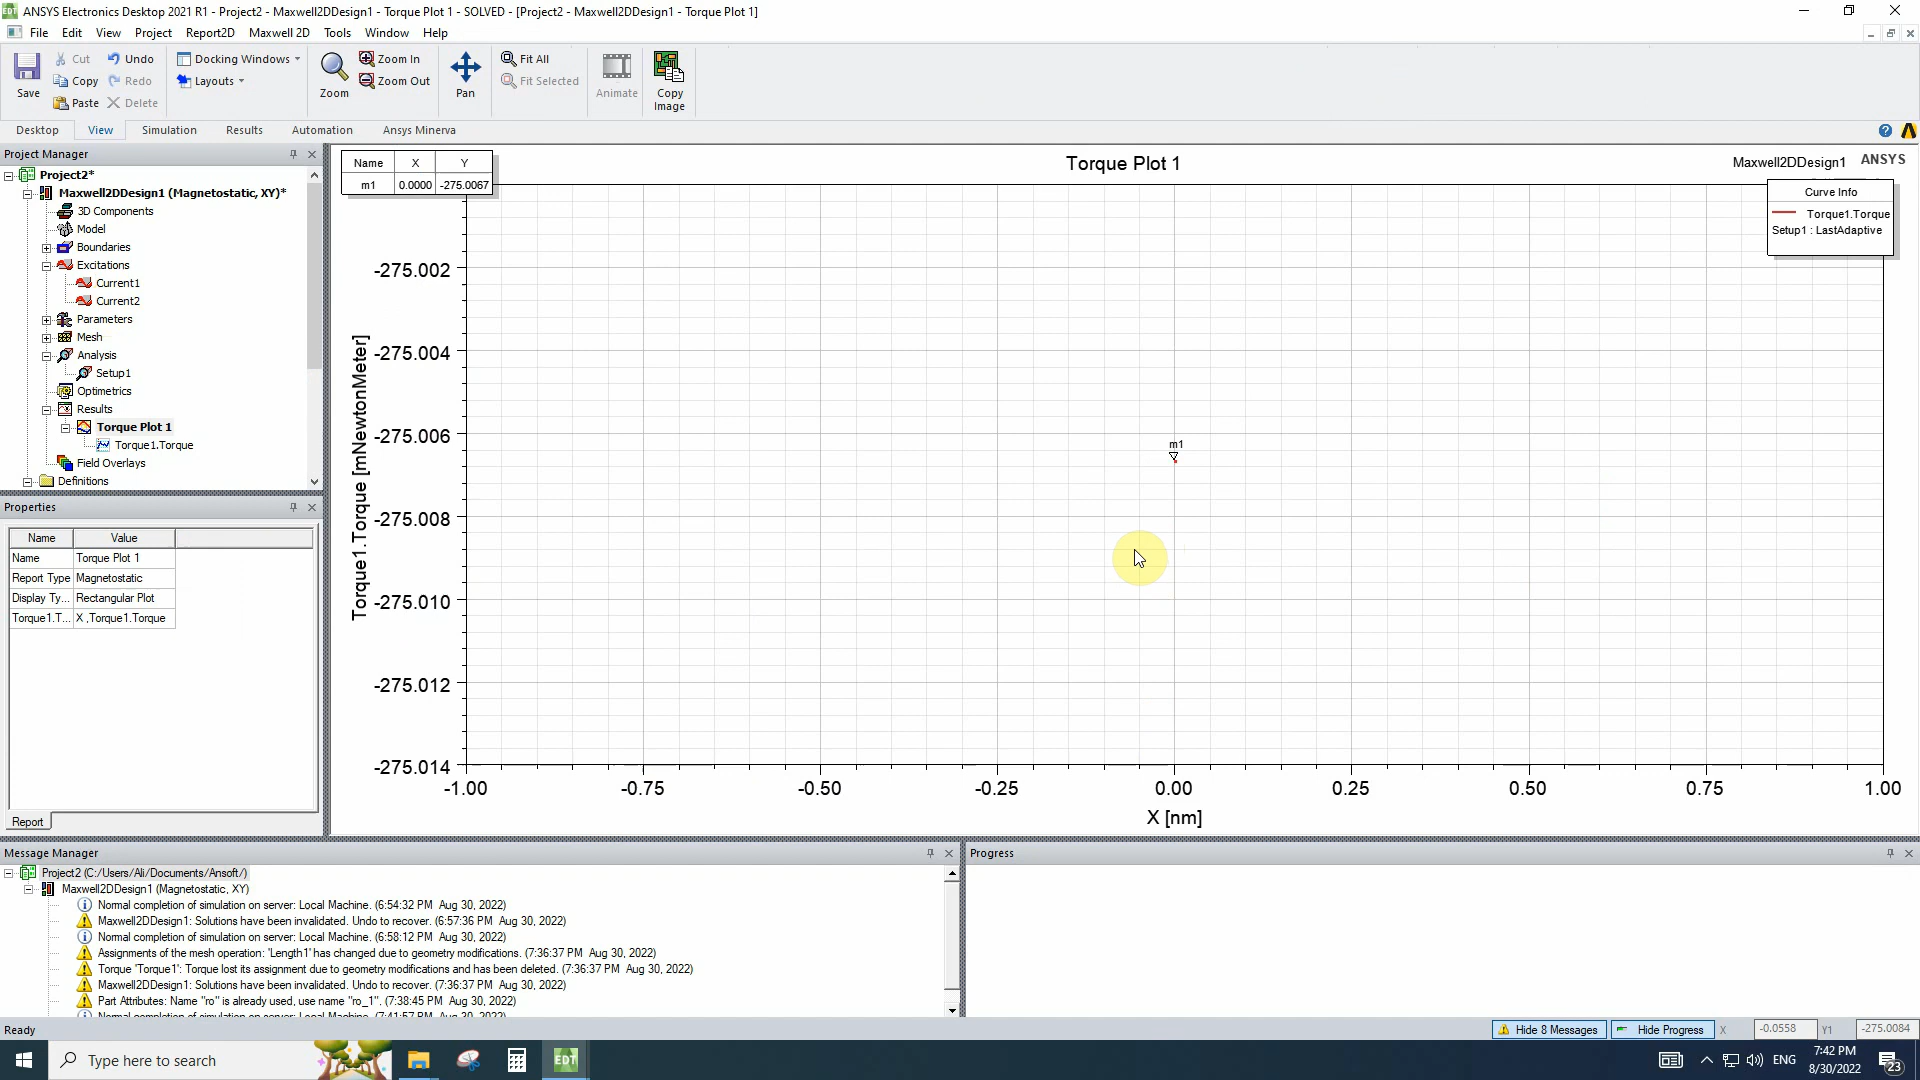 ANSYS Electronics Desktop 2021 R1 - Project2 - Maxwell2DDesign1 - Torque Plot 1 - SOLVED - [Project2 - Maxwell2DDesign1 - Torque Plot 1]
File Edit View Project Report2D Maxwell 2D Tools Window Help
Save
Cut
Copy
Paste
Undo
Redo
Delete
Docking Windows
Layouts
Zoom
Zoom In
Zoom Out
Pan
Fit All
Fit Selected
Animate
Copy
Image
Desktop View Simulation Results Automation Ansys Minerva
Project Manager
Project2*
Maxwell2DDesign1 (Magnetostatic, XY)*
3D Components
Model
Boundaries
Excitations
Current1
Current2
Parameters
Mesh
Analysis
Setup1
Optimetrics
Results
Torque Plot 1
Torque1.Torque
Field Overlays
Definitions
Properties
Name Value
Name Torque Plot 1
Report Type Magnetostatic
Display Ty... Rectangular Plot
Torque1.T... X ,Torque1.Torque
Report
Name X Y
m1 0.0000 -275.0067
Torque Plot 1
Maxwell2DDesign1
ANSYS
Curve Info
Torque1.Torque
Setup1 : LastAdaptive
Torque1.Torque [mNewtonMeter]
-275.002
-275.004
-275.006
-275.008
-275.010
-275.012
-275.014
m1
-1.00 -0.75 -0.50 -0.25 0.00 0.25 0.50 0.75 1.00
X [nm]
Message Manager
Project2 (C:/Users/Ali/Documents/Ansoft/)
Maxwell2DDesign1 (Magnetostatic, XY)
Normal completion of simulation on server: Local Machine. (6:54:32 PM Aug 30, 2022)
Maxwell2DDesign1: Solutions have been invalidated. Undo to recover. (6:57:36 PM Aug 30, 2022)
Normal completion of simulation on server: Local Machine. (6:58:12 PM Aug 30, 2022)
Assignments of the mesh operation: 'Length1' has changed due to geometry modifications. (7:36:37 PM Aug 30, 2022)
Torque 'Torque1': Torque lost its assignment due to geometry modifications and has been deleted. (7:36:37 PM Aug 30, 2022)
Maxwell2DDesign1: Solutions have been invalidated. Undo to recover. (7:36:37 PM Aug 30, 2022)
Part Attributes: Name "ro" is already used, use name "ro_1". (7:38:45 PM Aug 30, 2022)
Normal completion of simulation on server: Local Machine. (7:41:57 PM Aug 30, 2022)
Progress
Ready
Hide 8 Messages
Hide Progress
X -0.0558 Y1 -275.0084
Type here to search
EDT
ENG
7:42 PM
8/30/2022
23